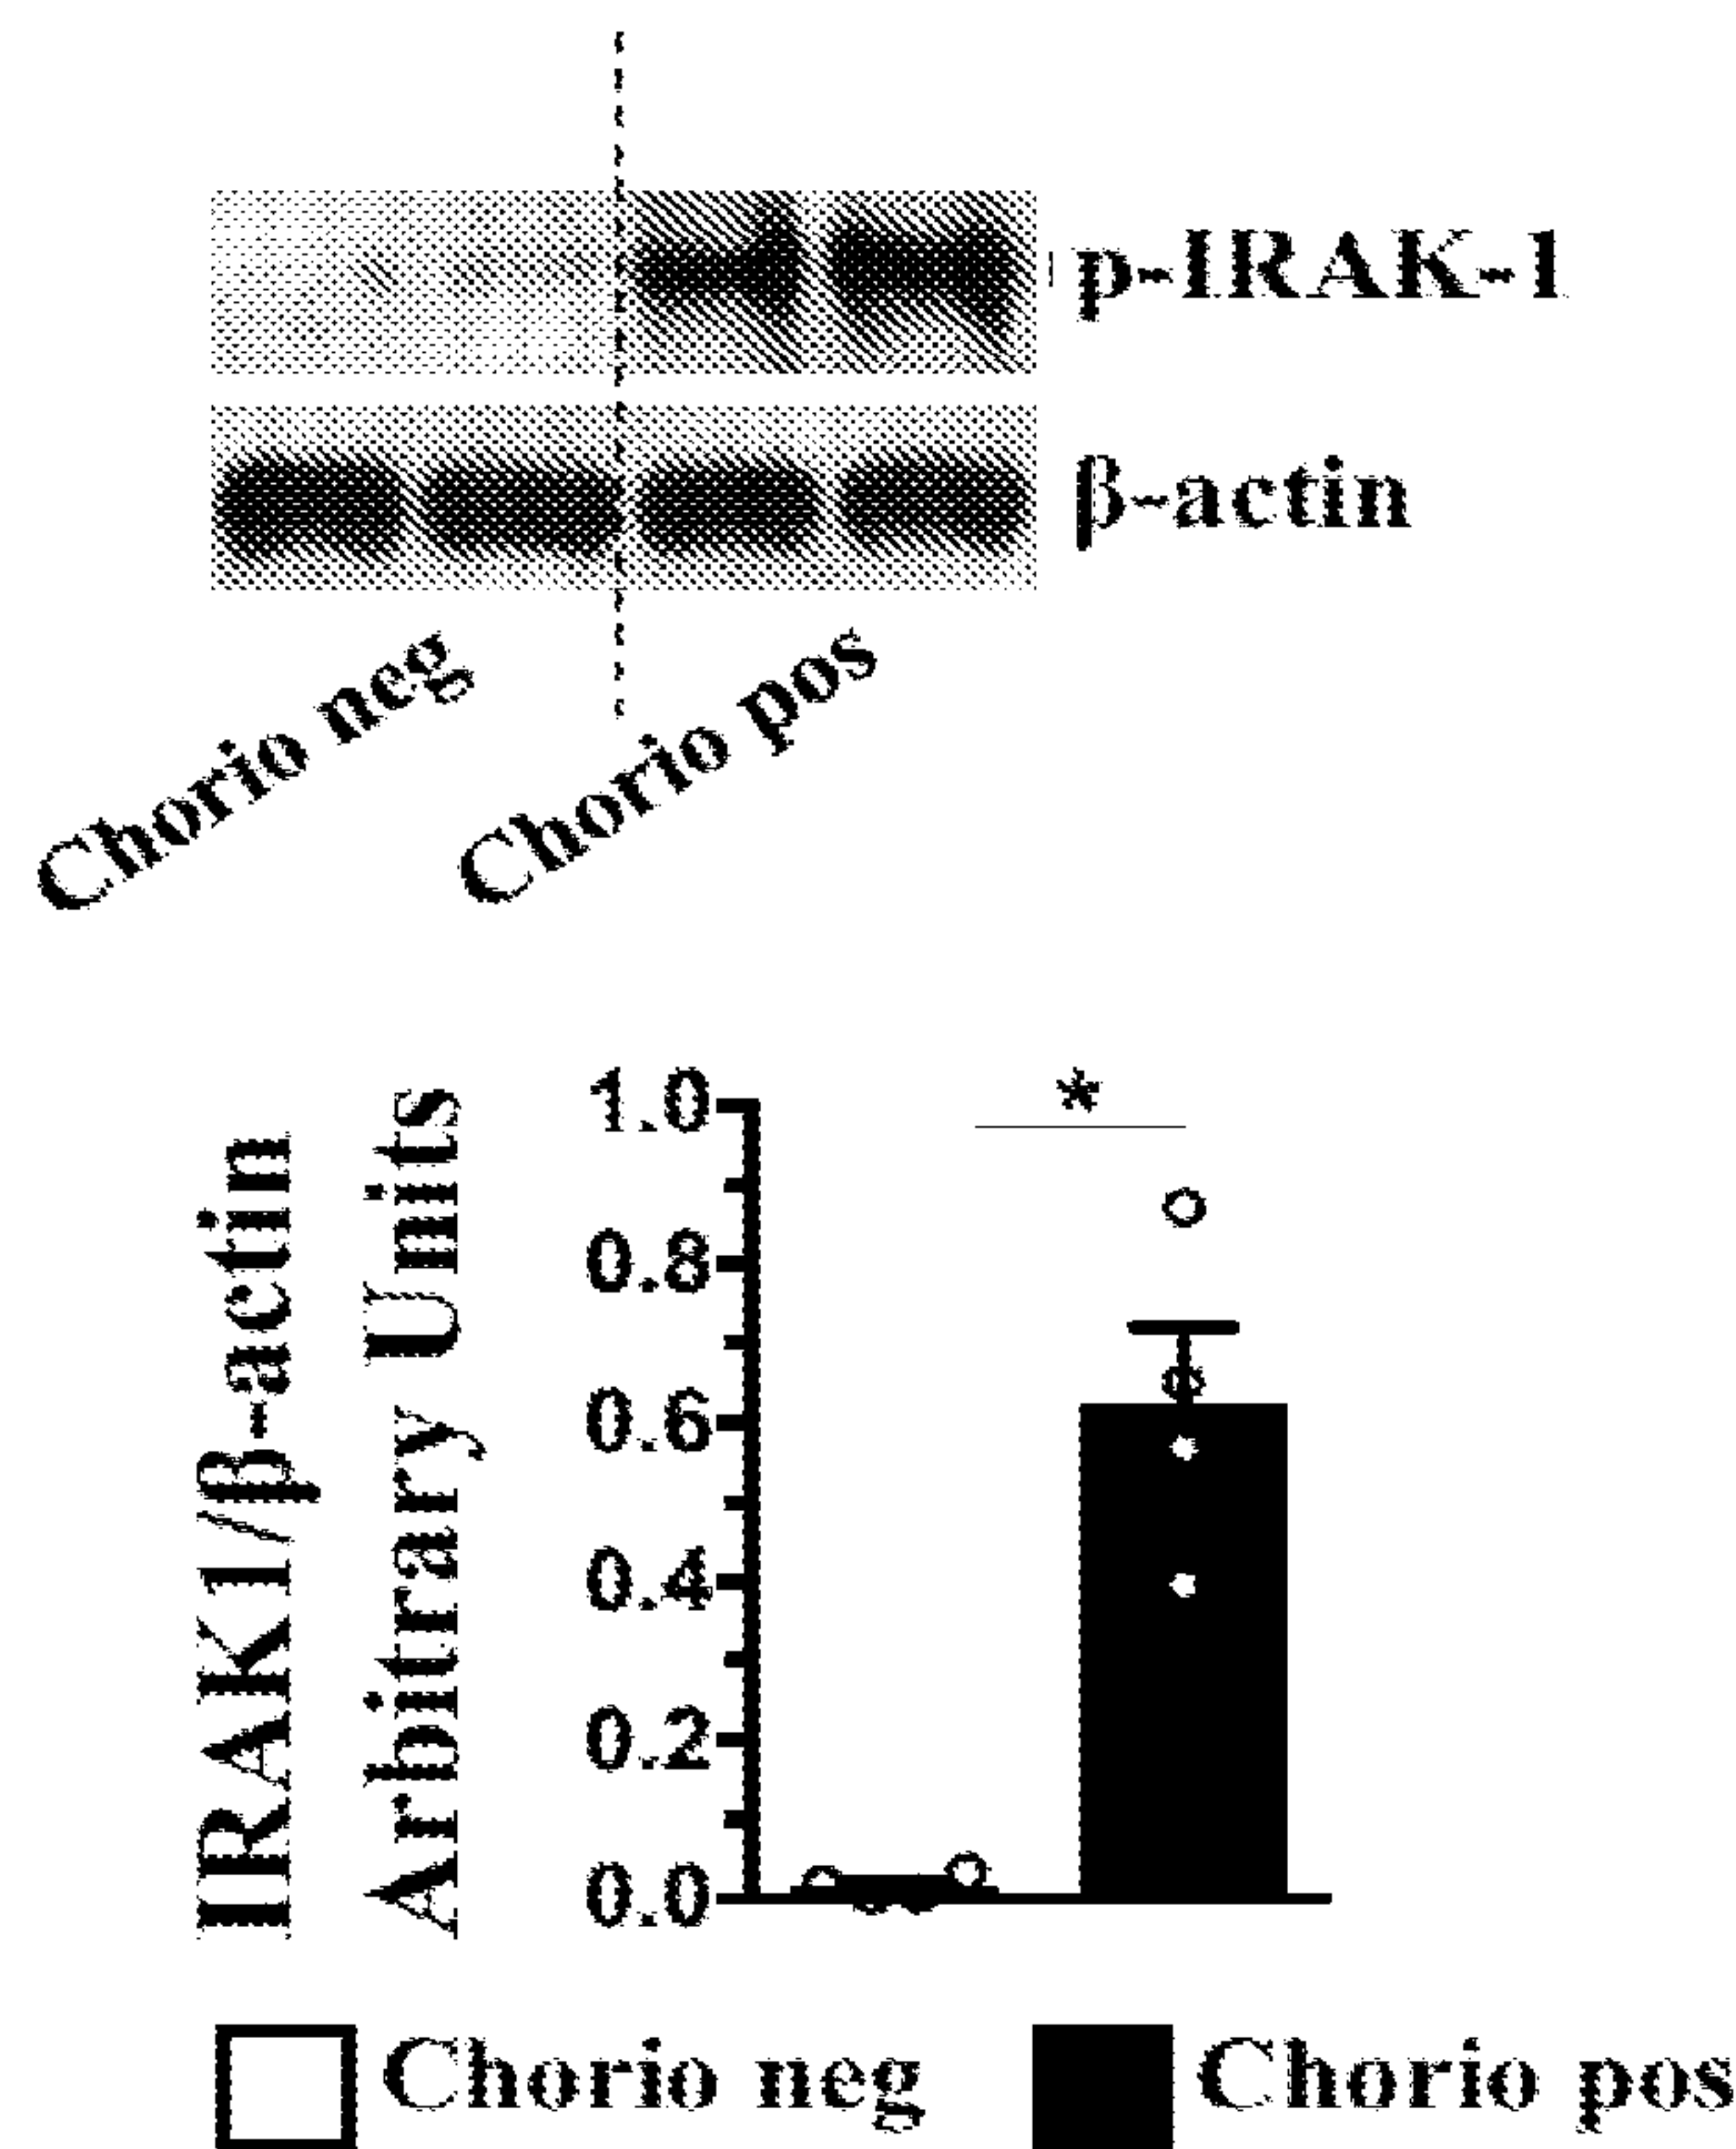 p-IRAK-1
β-actin
Chorio neg
Chorio pos
*
IRAK1/β-actin
Arbitrary Units
1.0
0.8
0.6
0.4
0.2
0.0
Chorio neg
Chorio pos